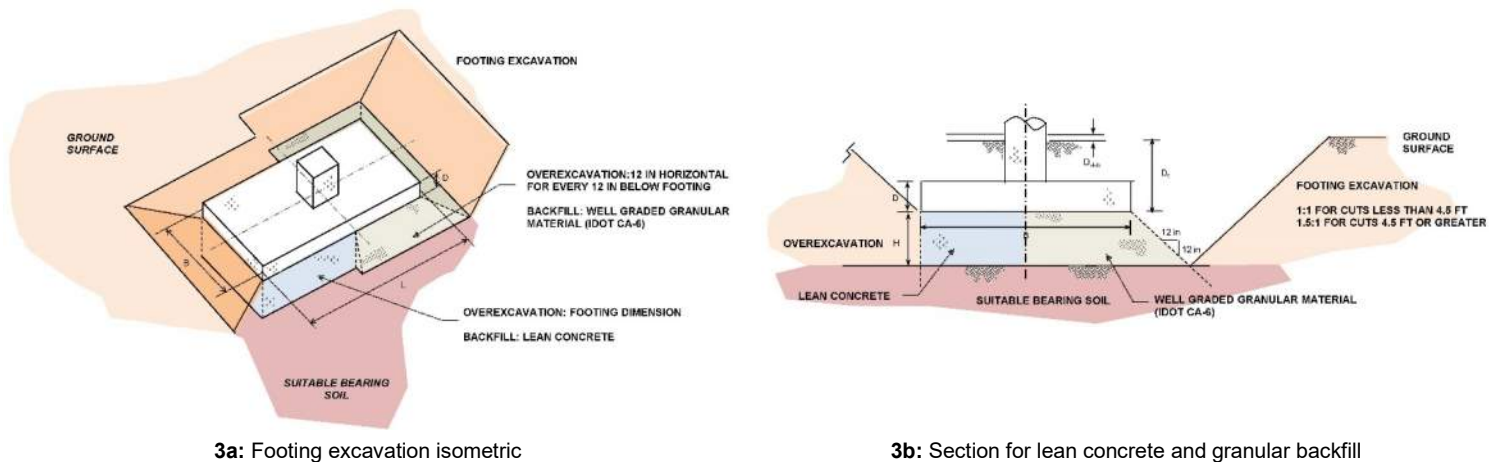 FOOTING EXCAVATION
GROUND
SURFACE
D
OVEREXCAVATION:12 IN HORIZONTAL
FOR EVERY 12 IN BELOW FOOTING
BACKFILL: WELL GRADED GRANULAR
MATERIAL (IDOT CA-6)
B
L
OVEREXCAVATION: FOOTING DIMENSION
BACKFILL: LEAN CONCRETE
SUITABLE BEARING
SOIL
3a: Footing excavation isometric
GROUND
SURFACE
D
FOOTING EXCAVATION
1:1 FOR CUTS LESS THAN 4.5 FT
1.5:1 FOR CUTS 4.5 FT OR GREATER
OVEREXCAVATION
H
12 in
12 in
LEAN CONCRETE
SUITABLE BEARING SOIL
WELL GRADED GRANULAR MATERIAL
(IDOT CA-6)
3b: Section for lean concrete and granular backfill